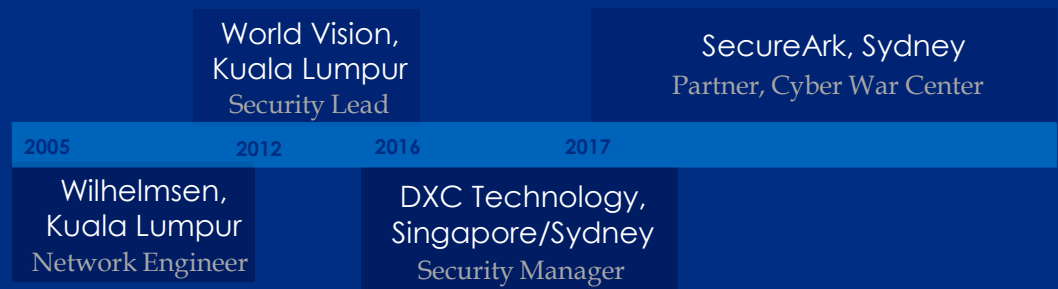 World Vision,
Kuala Lumpur
Security Lead
SecureArk, Sydney
Partner, Cyber War Center
2005 2012 2016 2017
Wilhelmsen,
Kuala Lumpur
Network Engineer
DXC Technology,
Singapore/Sydney
Security Manager